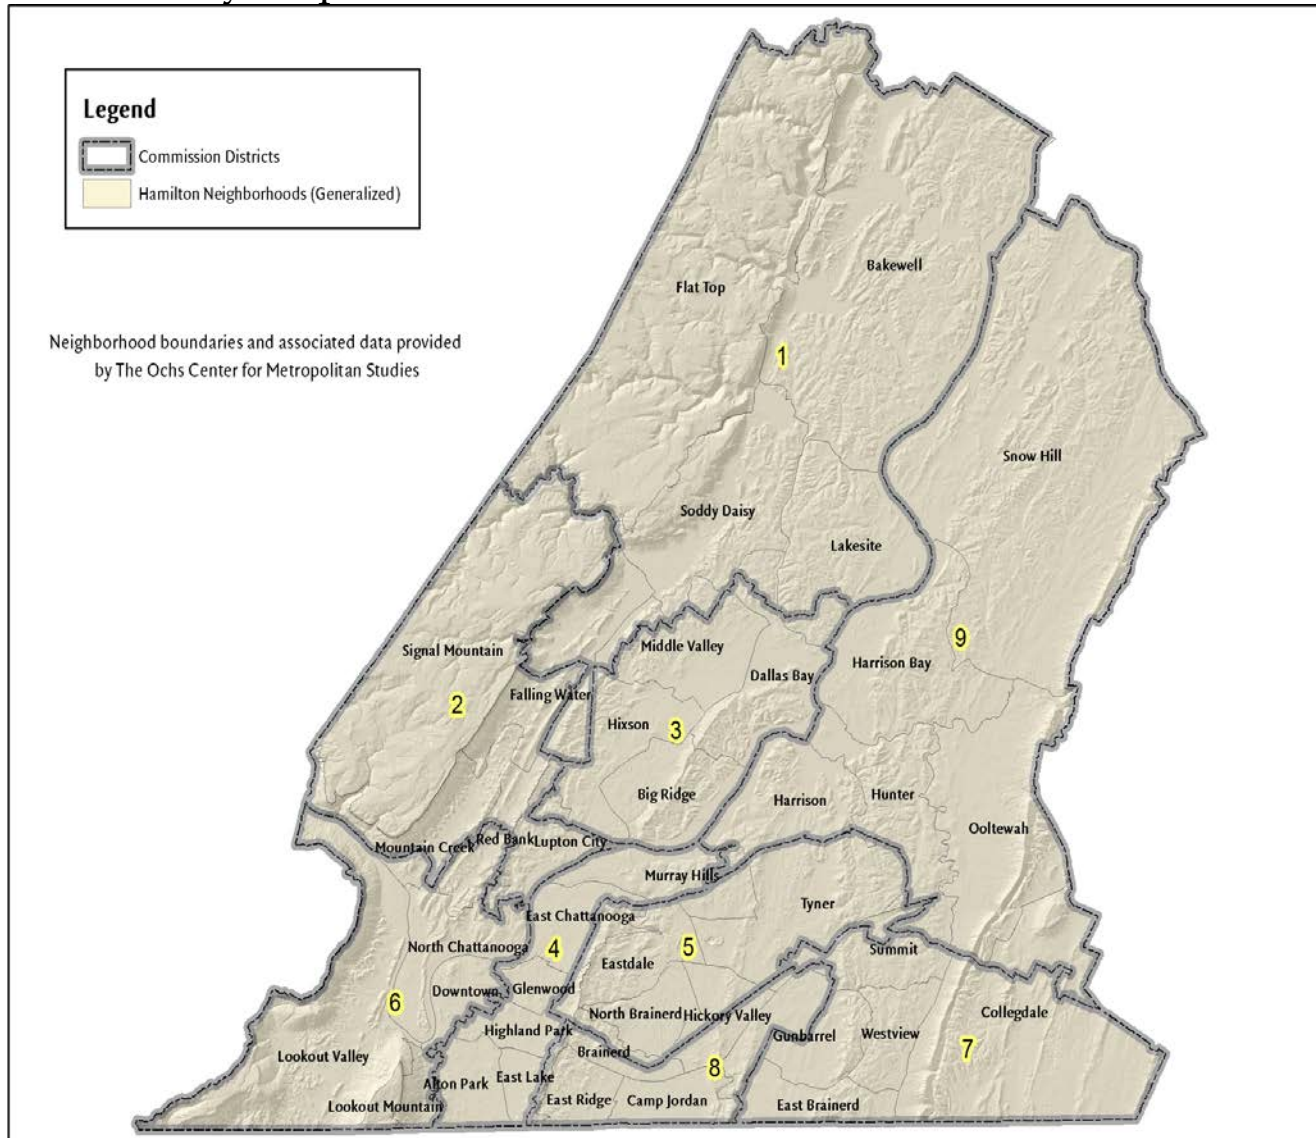 Legend
Commission Districts
Hamilton Neighborhoods (Generalized)
Neighborhood boundaries and associated data provided
by The Ochs Center for Metropolitan Studies
Bakewell
Flat Top
1
Snow Hill
Soddy Daisy
Lakesite
9
Middle Valley
Signal Mountain
Harrison Bay
Dallas Bay
Falling Water
2
Hixson
3
Big Ridge
Harrison
Hunter
Ooltewah
Mountain Creek
Red Bank
Lupton City
Murray Hills
Tyner
East Chattanooga
North Chattanooga
4
5
Summit
Eastdale
Downtown
Glenwood
6
North Brainerd
Hickory Valley
Collegdale
Highland Park
Gunbarrel
Westview
7
Brainerd
Lookout Valley
8
Alton Park
East Lake
East Ridge
Camp Jordan
East Brainerd
Lookout Mountain